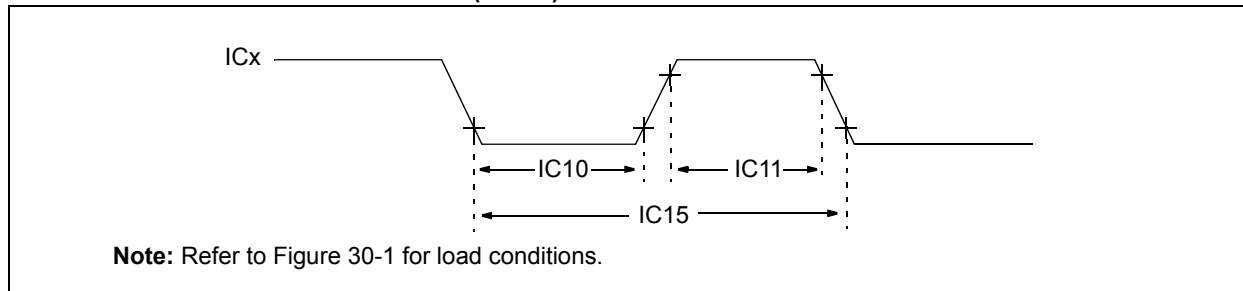 ICx
IC10
IC11
IC15
Note: Refer to Figure 30-1 for load conditions.